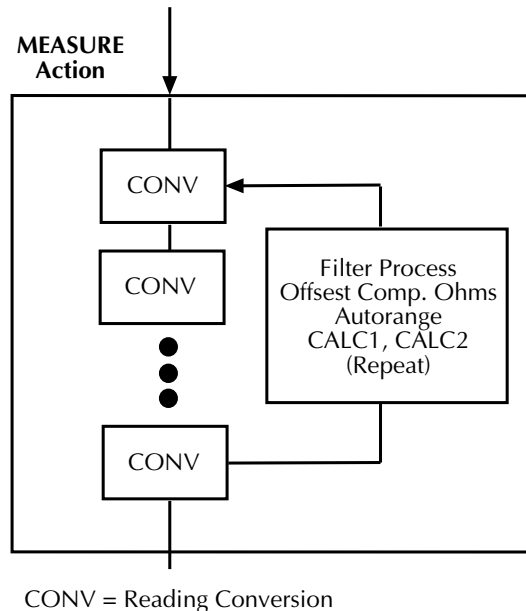 MEASURE
Action
CONV
CONV
CONV
Filter Process
Offsest Comp. Ohms
Autorange
CALC1, CALC2
(Repeat)
CONV = Reading Conversion